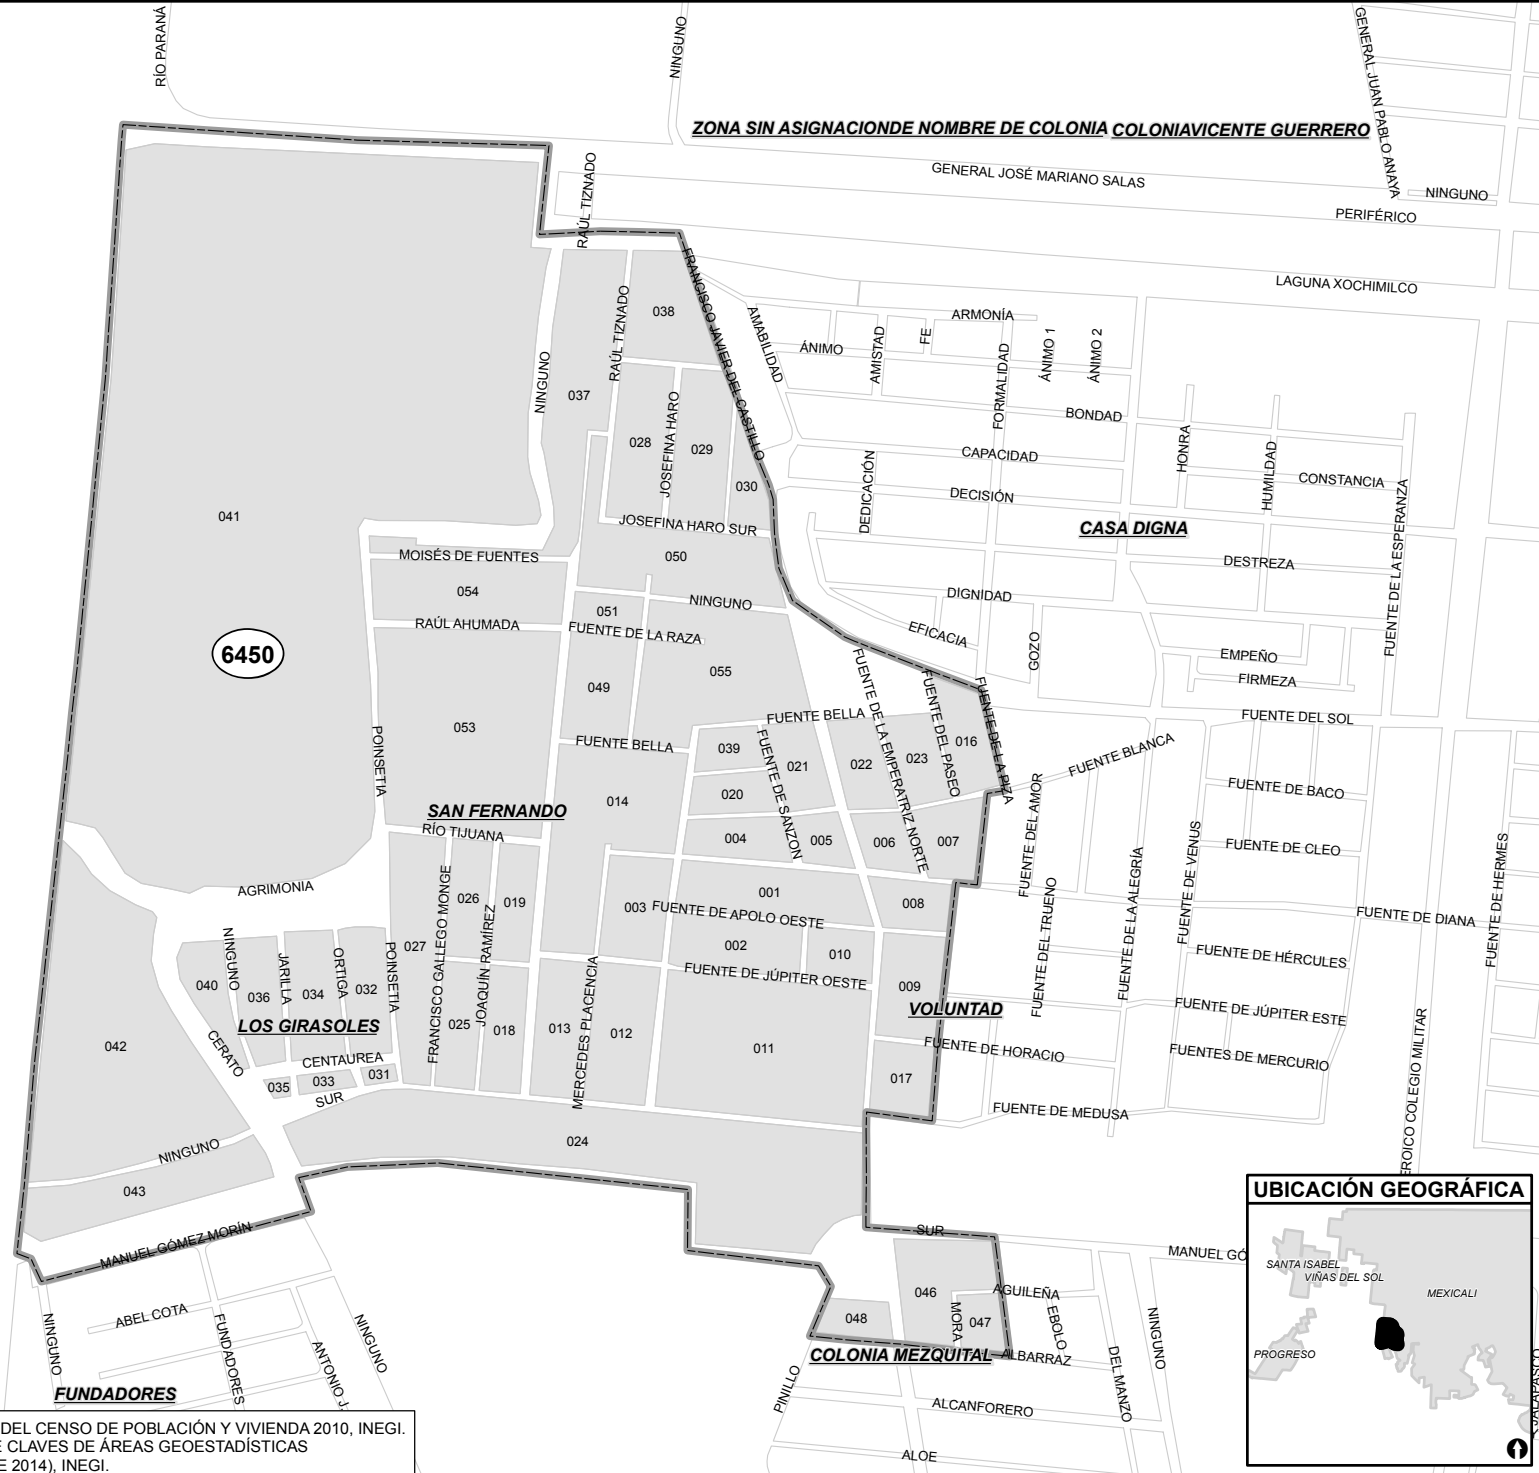 RÍO PARANÁ
NINGUNO
GENERAL JUAN PABLO ANAYA
ZONA SIN ASIGNACIONDE NOMBRE DE COLONIA
COLONIAVICENTE GUERRERO
GENERAL JOSÉ MARIANO SALAS
NINGUNO
PERIFÉRICO
RAÚL TIZNADO
LAGUNA XOCHIMILCO
FRANCISCO JAVIER DEL CASTILLO
RAÚL TIZNADO
038
AMABILIDAD
ARMONÍA
ÁNIMO
AMISTAD
FE
FORMALIDAD
ÁNIMO 1
ÁNIMO 2
NINGUNO
037
JOSEFINA HARO
BONDAD
028
029
030
CAPACIDAD
HONRA
HUMILDAD
CONSTANCIA
DEDICACIÓN
DECISIÓN
FUENTE DE LA ESPERANZA
041
JOSEFINA HARO SUR
CASA DIGNA
MOISÉS DE FUENTES
050
DESTREZA
054
NINGUNO
DIGNIDAD
051
RAÚL AHUMADA
FUENTE DE LA RAZA
EFICACIA
GOZO
6450
EMPEÑO
055
FIRMEZA
049
FUENTE DE LA EMPERATRIZ NORTE
FUENTE DEL PASEO
FUENTE DE LA PIZA
053
POINSETIA
FUENTE BELLA
FUENTE DEL SOL
FUENTE BELLA
039
FUENTE DE SANZON
021
022
023
016
FUENTE BLANCA
020
014
FUENTE DEL AMOR
FUENTE DE BACO
SAN FERNANDO
RÍO TIJUANA
004
005
006
007
FUENTE DE VENUS
FUENTE DE CLEO
FUENTE DE HERMES
FUENTE DE LA ALEGRÍA
AGRIMONIA
FRANCISCO GALLEGO MONGE
026
019
003
001
008
FUENTE DEL TRUENO
FUENTE DE APOLO OESTE
FUENTE DE DIANA
027
JOAQUÍN RAMÍREZ
002
010
FUENTE DE HÉRCULES
NINGUNO
JARILLA
ORTIGA
POINSETIA
FUENTE DE JÚPITER OESTE
040
036
034
032
009
VOLUNTAD
FUENTE DE JÚPITER ESTE
LOS GIRASOLES
025
018
013
MERCEDES PLACENCIA
012
011
042
CERATO
CENTAUREA
FUENTE DE HORACIO
FUENTES DE MERCURIO
035
033
031
017
SUR
FUENTE DE MEDUSA
EROICO COLEGIO MILITAR
NINGUNO
024
043
MANUEL GÓMEZ MORÍN
SUR
MANUEL GÓ
UBICACIÓN GEOGRÁFICA
SANTA ISABEL
VIÑAS DEL SOL
MEXICALI
PROGRESO
046
AGUILEÑA
ABEL COTA
048
MORA
047
EBOLO
NINGUNO
NINGUNO
FUNDADORES
ANTONIO J.
NINGUNO
COLONIA MEZQUITAL
ALBARRAZ
DEL MANZO
FUNDADORES
PINILLO
ALCANFORERO
ALOE
DEL CENSO DE POBLACIÓN Y VIVIENDA 2010, INEGI.
E CLAVES DE ÁREAS GEOESTADÍSTICAS
E 2014), INEGI.